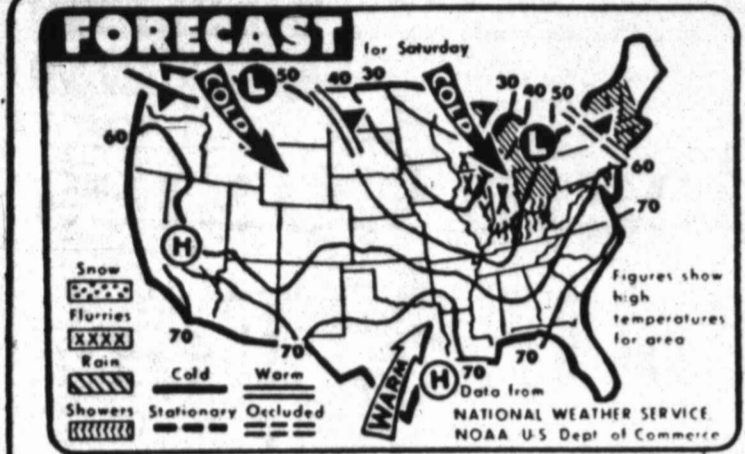 FORECAST for Saturday
COLD L 50 40 30 COLD 30 40 50
60 L 60
70
H
Snow
Flurries
XXXX
Rain
Showers
Cold Warm
Stationary Occluded
70 70 70 70
WARM H
Figures show
high
temperatures
for area
Data from
NATIONAL WEATHER SERVICE,
NOAA U S Dept of Commerce